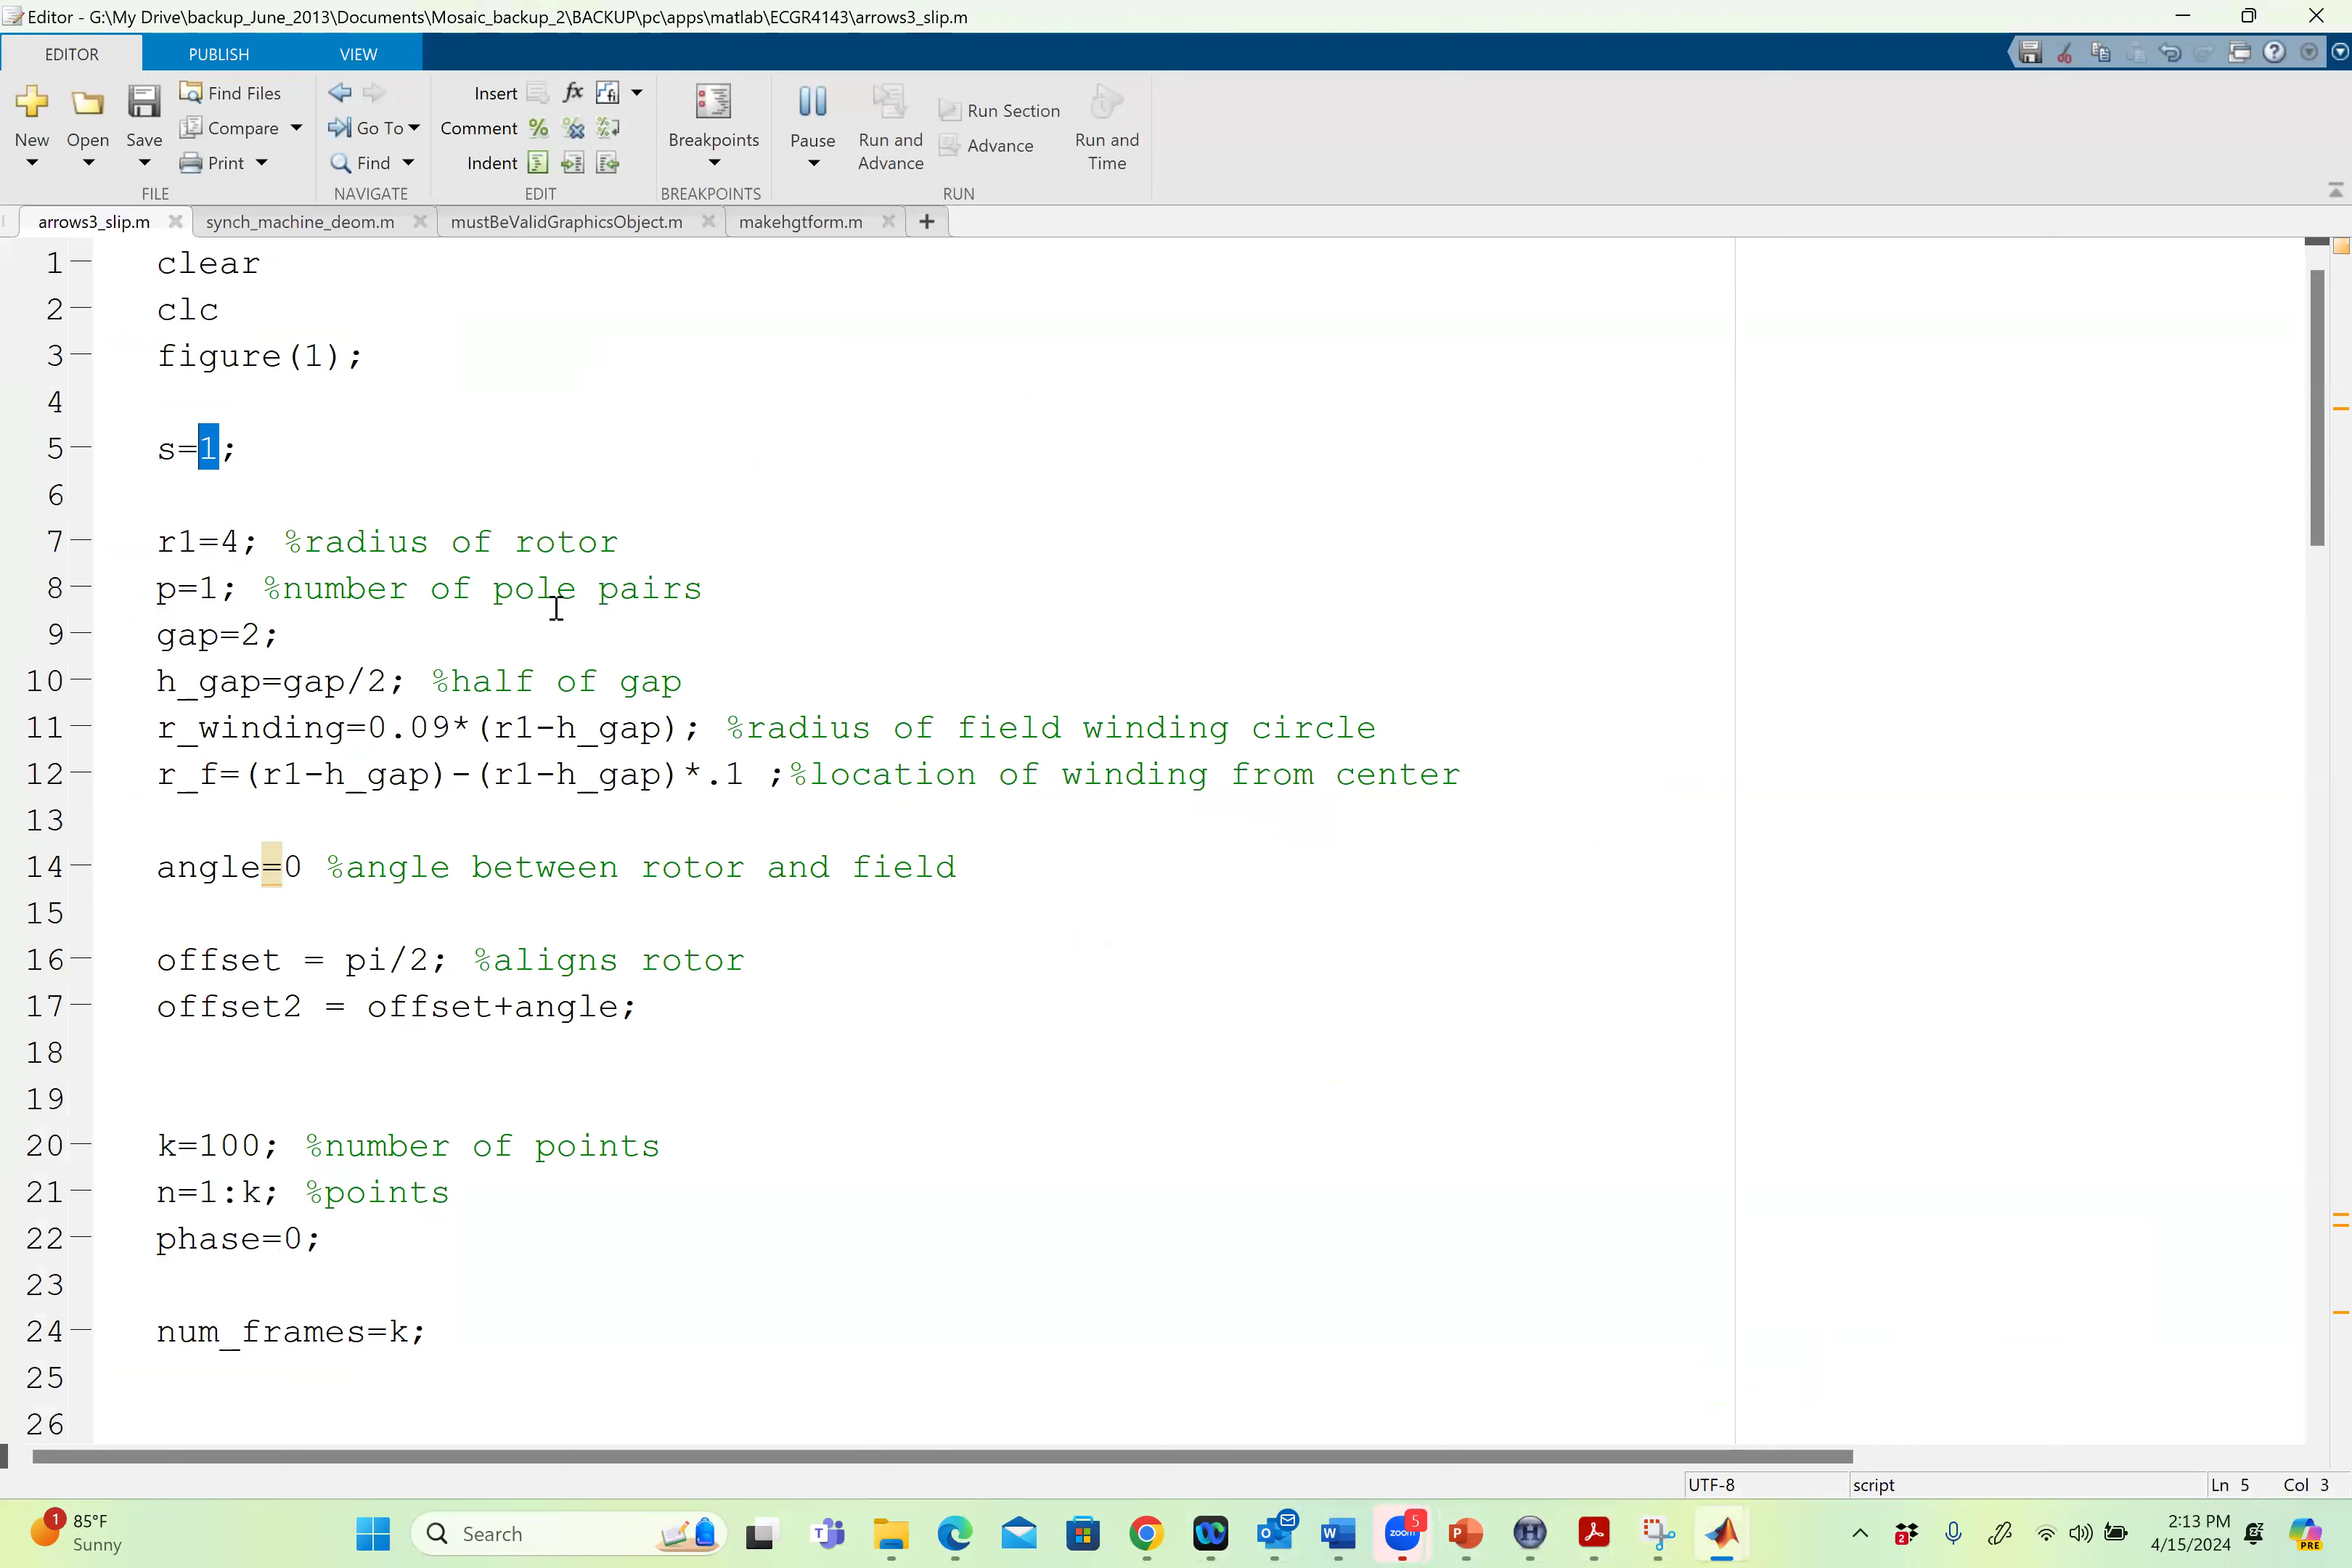 Editor - G:\My Drive\backup_June_2013\Documents\Mosaic_backup_2\BACKUP\pc\apps\matlab\ECGR4143\arrows3_slip.m
EDITOR PUBLISH VIEW
New Open Save Find Files Compare Print
FILE
Go To Find
NAVIGATE
Insert fx
Comment
Indent
EDIT
Breakpoints
BREAKPOINTS
Pause Run and Advance Run Section Advance Run and Time
RUN
arrows3_slip.m synch_machine_deom.m mustBeValidGraphicsObject.m makehgtform.m
1 clear
2 clc
3 figure(1);
4
5 s=1;
6
7 r1=4; %radius of rotor
8 p=1; %number of pole pairs
9 gap=2;
10 h_gap=gap/2; %half of gap
11 r_winding=0.09*(r1-h_gap); %radius of field winding circle
12 r_f=(r1-h_gap)-(r1-h_gap)*.1 ;%location of winding from center
13
14 angle=0 %angle between rotor and field
15
16 offset = pi/2; %aligns rotor
17 offset2 = offset+angle;
18
19
20 k=100; %number of points
21 n=1:k; %points
22 phase=0;
23
24 num_frames=k;
25
26
UTF-8 script Ln 5 Col 3
1 85°F
Sunny
Search
zoom 5
2
2:13 PM
4/15/2024
PRE